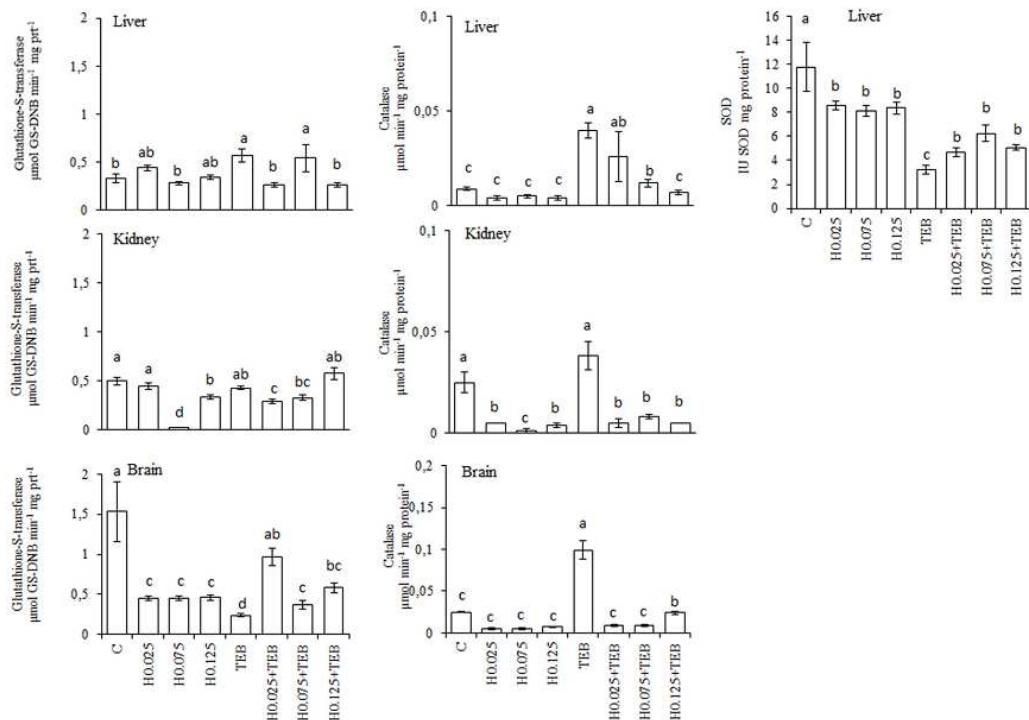 Liver
Glutathione-S-transferase
µmol GS-DNB min⁻¹ mg prt⁻¹
2
1,5
1
0,5
0
b
ab
b
ab
a
b
a
b
Liver
Catalase
µmol min⁻¹ mg protein⁻¹
0,1
0,05
0
c
c
c
c
a
ab
b
c
Liver
SOD
IU SOD mg protein⁻¹
16
14
12
10
8
6
4
2
0
a
b
b
b
c
b
b
b
C
H0.025
H0.075
H0.125
TEB
H0.025+TEB
H0.075+TEB
H0.125+TEB
Kidney
Glutathione-S-transferase
µmol GS-DNB min⁻¹ mg prt⁻¹
2
1,5
1
0,5
0
a
a
d
b
ab
c
bc
ab
Kidney
Catalase
µmol min⁻¹ mg protein⁻¹
0,1
0,05
0
a
b
c
b
a
b
b
b
Brain
Glutathione-S-transferase
µmol GS-DNB min⁻¹ mg prt⁻¹
2
1,5
1
0,5
0
a
c
c
c
d
ab
c
bc
C
H0.025
H0.075
H0.125
TEB
H0.025+TEB
H0.075+TEB
H0.125+TEB
Brain
Catalase
µmol min⁻¹ mg protein⁻¹
0,2
0,15
0,1
0,05
0
c
c
c
c
a
c
c
b
C
H0.025
H0.075
H0.125
TEB
H0.025+TEB
H0.075+TEB
H0.125+TEB